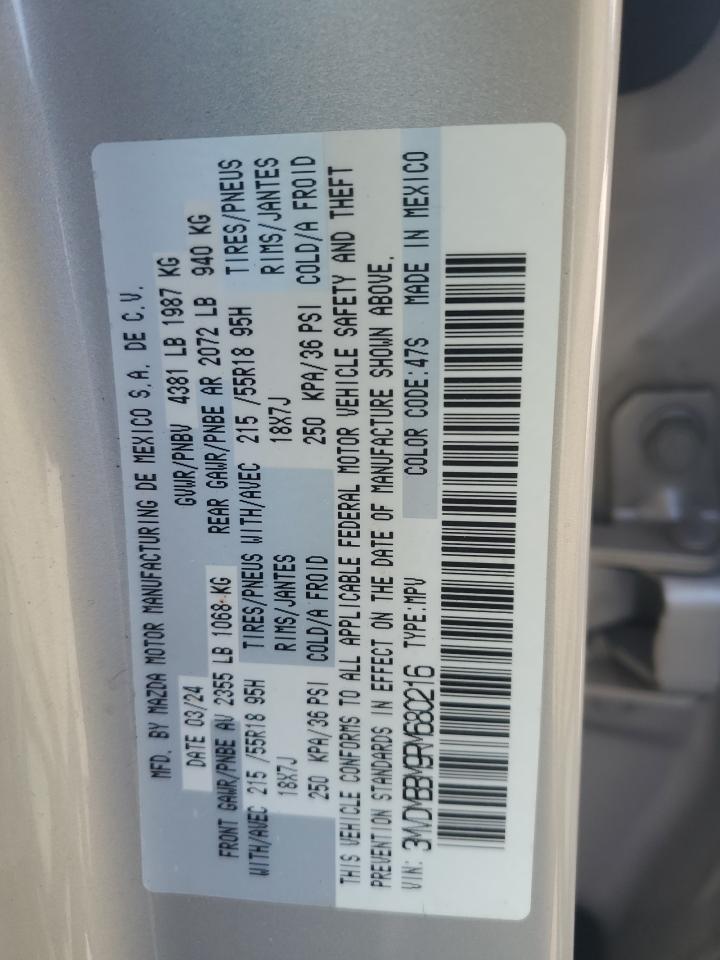 MFD. BY MAZDA MOTOR MANUFACTURING DE MEXICO S.A. DE C.V.
DATE 03/24 GVWR/PNBV 4381 LB 1987 KG
FRONT GAWR/PNBE AV 2355 LB 1068 KG REAR GAWR/PNBE AR 2072 LB 940 KG
WITH/AVEC 215 /55R18 95H TIRES/PNEUS WITH/AVEC 215 /55R18 95H TIRES/PNEUS
18X7J RIMS/JANTES 18X7J RIMS/JANTES
250 KPA/36 PSI COLD/A FROID 250 KPA/36 PSI COLD/A FROID
THIS VEHICLE CONFORMS TO ALL APPLICABLE FEDERAL MOTOR VEHICLE SAFETY AND THEFT
PREVENTION STANDARDS IN EFFECT ON THE DATE OF MANUFACTURE SHOWN ABOVE.
VIN: 3MVDMBBM9RM680216 TYPE:MPV COLOR CODE:47S MADE IN MEXICO